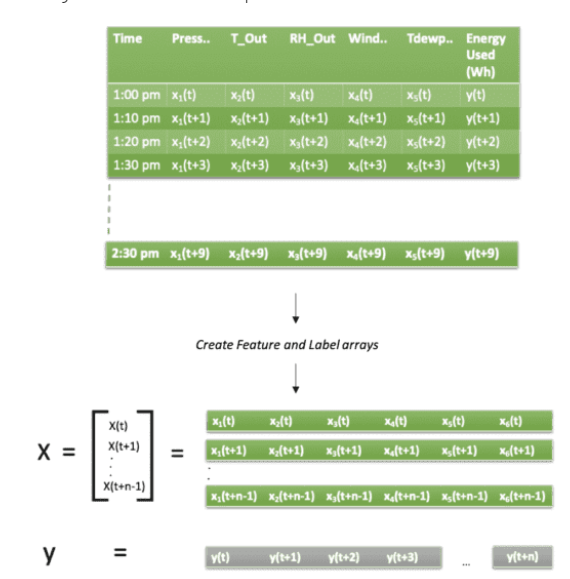 Time Press.. T_Out RH_Out Wind.. Tdewp.. Energy Used (Wh)
1:00 pm x₁(t) x₂(t) x₃(t) x₄(t) x₅(t) y(t)
1:10 pm x₁(t+1) x₂(t+1) x₃(t+1) x₄(t+1) x₅(t+1) y(t+1)
1:20 pm x₁(t+2) x₂(t+2) x₃(t+2) x₄(t+2) x₅(t+2) y(t+2)
1:30 pm x₁(t+3) x₂(t+3) x₃(t+3) x₄(t+3) x₅(t+3) y(t+3)
2:30 pm x₁(t+9) x₂(t+9) x₃(t+9) x₄(t+9) x₅(t+9) y(t+9)
Create Feature and Label arrays
X = [ X(t) X(t+1) : X(t+n-1) ] =
x₁(t) x₂(t) x₃(t) x₄(t) x₅(t) x₆(t)
x₁(t+1) x₂(t+1) x₃(t+1) x₄(t+1) x₅(t+1) x₆(t+1)
:
x₁(t+n-1) x₂(t+n-1) x₃(t+n-1) x₄(t+n-1) x₅(t+n-1) x₆(t+n-1)
y = y(t) y(t+1) y(t+2) y(t+3) ... y(t+n)